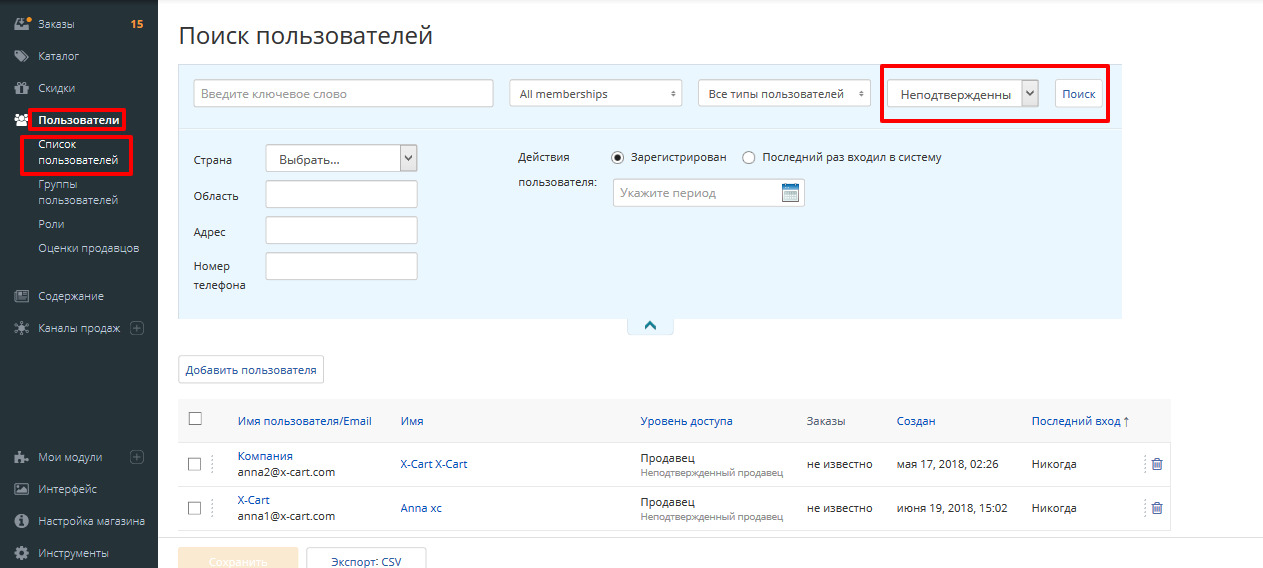 Заказы 15
Каталог
Скидки
Пользователи
Список
пользователей
Группы
пользователей
Роли
Оценки продавцов
Содержание
Каналы продаж
Мои модули
Интерфейс
Настройка магазина
Инструменты
Поиск пользователей
Введите ключевое слово All memberships Все типы пользователей Неподтвержденны Поиск
Страна Выбрать...
Область
Адрес
Номер
телефона
Действия
пользователя:
Зарегистрирован Последний раз входил в систему
Укажите период
Добавить пользователя
Имя пользователя/Email Имя Уровень доступа Заказы Создан Последний вход ↑
Компания
anna2@x-cart.com
X-Cart X-Cart
Продавец
Неподтвержденный продавец
не известно мая 17, 2018, 02:26 Никогда
X-Cart
anna1@x-cart.com
Anna xc
Продавец
Неподтвержденный продавец
не известно июня 19, 2018, 15:02 Никогда
Сохранить Экспорт: CSV